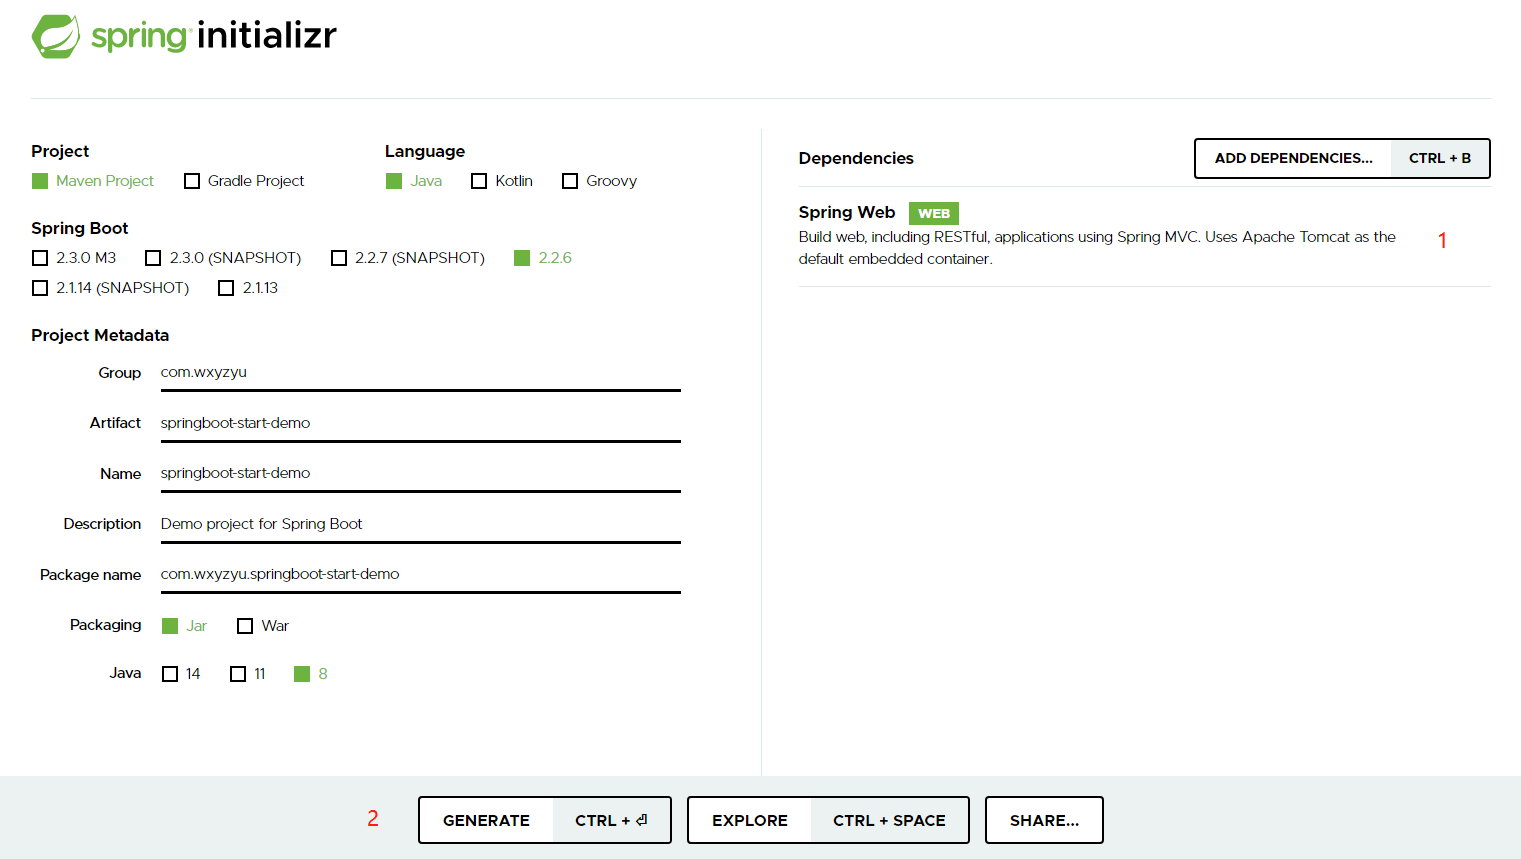 spring initializr
Project
Maven Project Gradle Project
Language
Java Kotlin Groovy
Spring Boot
2.3.0 M3 2.3.0 (SNAPSHOT) 2.2.7 (SNAPSHOT) 2.2.6
2.1.14 (SNAPSHOT) 2.1.13
Project Metadata
Group com.wxyzyu
Artifact springboot-start-demo
Name springboot-start-demo
Description Demo project for Spring Boot
Package name com.wxyzyu.springboot-start-demo
Packaging Jar War
Java 14 11 8
Dependencies ADD DEPENDENCIES... CTRL + B
Spring Web WEB
Build web, including RESTful, applications using Spring MVC. Uses Apache Tomcat as the
default embedded container.
1
2 GENERATE CTRL + ⏎ EXPLORE CTRL + SPACE SHARE...